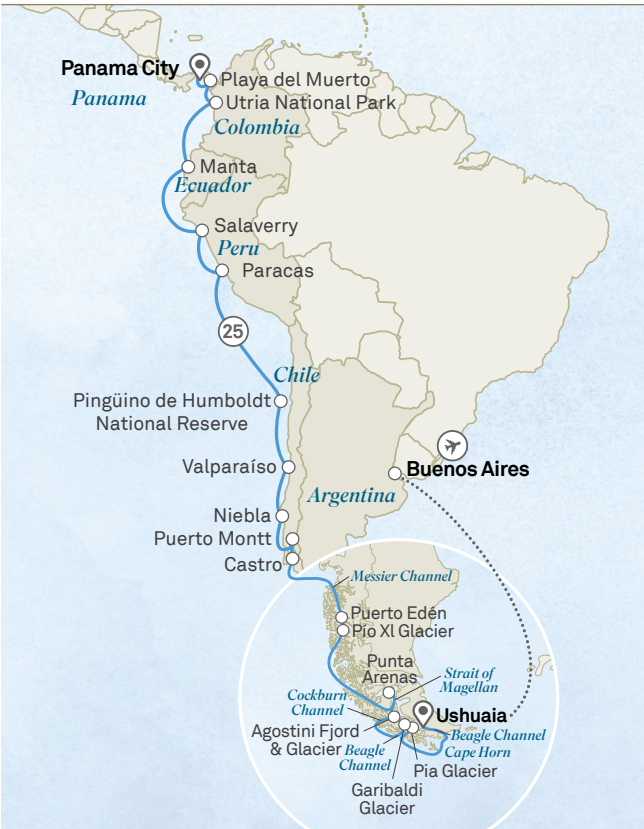 Panama City
Playa del Muerto
Panama
Utria National Park
Colombia
Manta
Ecuador
Salaverry
Peru
Paracas
25
Chile
Pingüino de Humboldt
National Reserve
Valparaíso
Buenos Aires
Argentina
Niebla
Puerto Montt
Castro
Messier Channel
Puerto Edén
Pío XI Glacier
Punta
Arenas
Strait of
Magellan
Cockburn
Channel
Ushuaia
Agostini Fjord
& Glacier
Beagle
Channel
Beagle Channel
Cape Horn
Pia Glacier
Garibaldi
Glacier